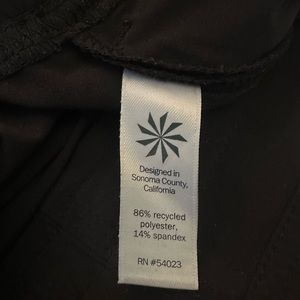 Designed in
Sonoma County,
California
86% recycled
polyester,
14% spandex
RN #54023